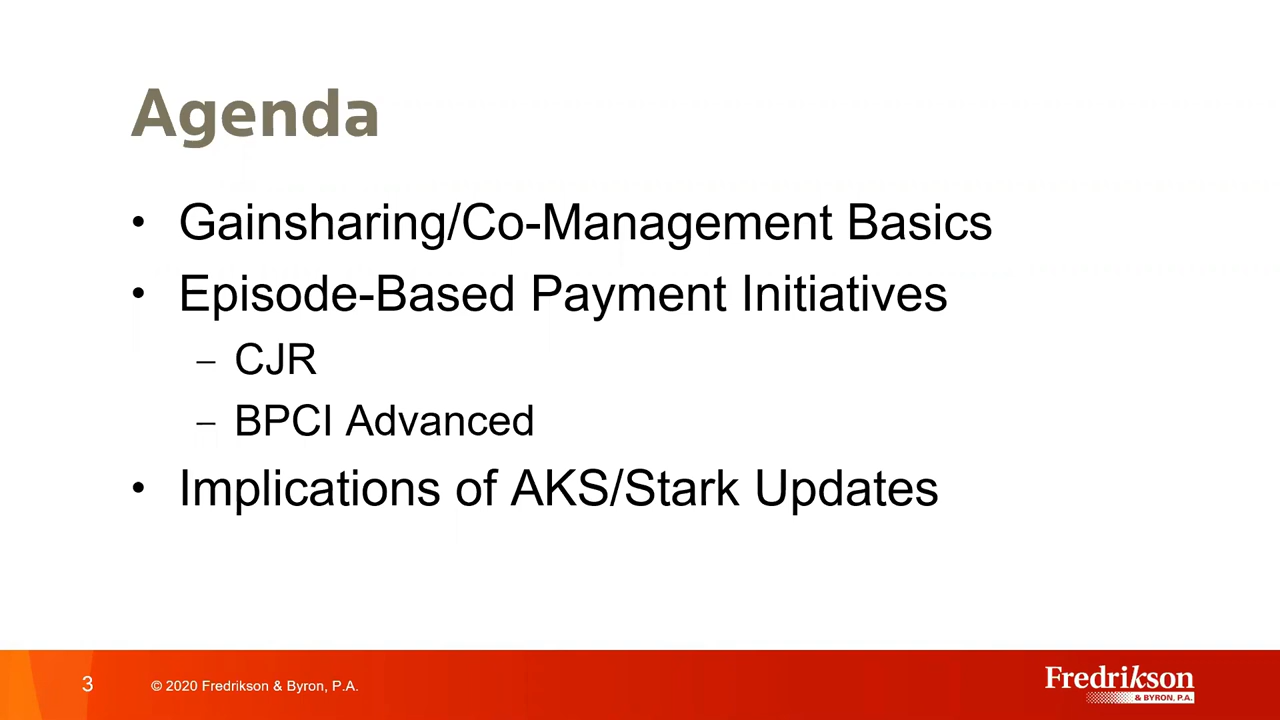 Agenda
• Gainsharing/Co-Management Basics
• Episode-Based Payment Initiatives
– CJR
– BPCI Advanced
• Implications of AKS/Stark Updates
3
© 2020 Fredrikson & Byron, P.A.
Fredrikson
& BYRON, P.A.